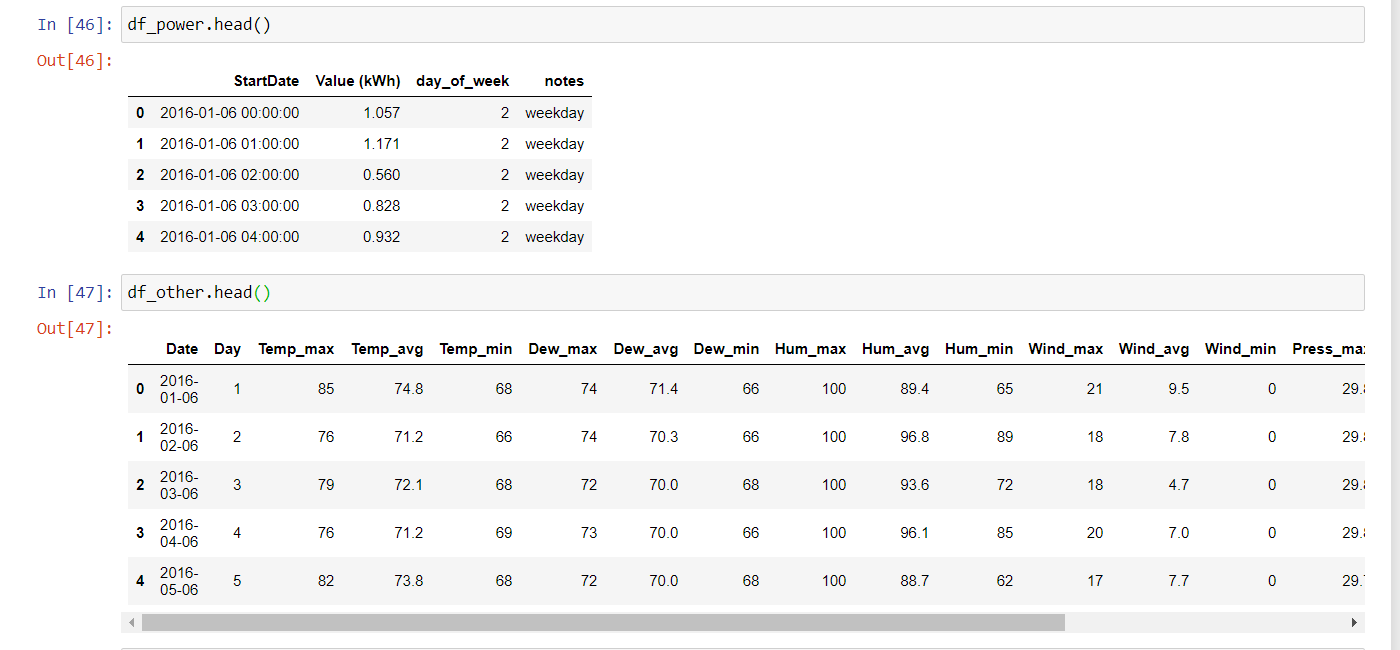 In [46]: df_power.head()
Out[46]:
StartDate Value (kWh) day_of_week notes
0 2016-01-06 00:00:00 1.057 2 weekday
1 2016-01-06 01:00:00 1.171 2 weekday
2 2016-01-06 02:00:00 0.560 2 weekday
3 2016-01-06 03:00:00 0.828 2 weekday
4 2016-01-06 04:00:00 0.932 2 weekday
In [47]: df_other.head()
Out[47]:
Date Day Temp_max Temp_avg Temp_min Dew_max Dew_avg Dew_min Hum_max Hum_avg Hum_min Wind_max Wind_avg Wind_min Press_ma
0 2016-01-06 1 85 74.8 68 74 71.4 66 100 89.4 65 21 9.5 0 29.
1 2016-02-06 2 76 71.2 66 74 70.3 66 100 96.8 89 18 7.8 0 29.
2 2016-03-06 3 79 72.1 68 72 70.0 68 100 93.6 72 18 4.7 0 29.
3 2016-04-06 4 76 71.2 69 73 70.0 66 100 96.1 85 20 7.0 0 29.
4 2016-05-06 5 82 73.8 68 72 70.0 68 100 88.7 62 17 7.7 0 29.